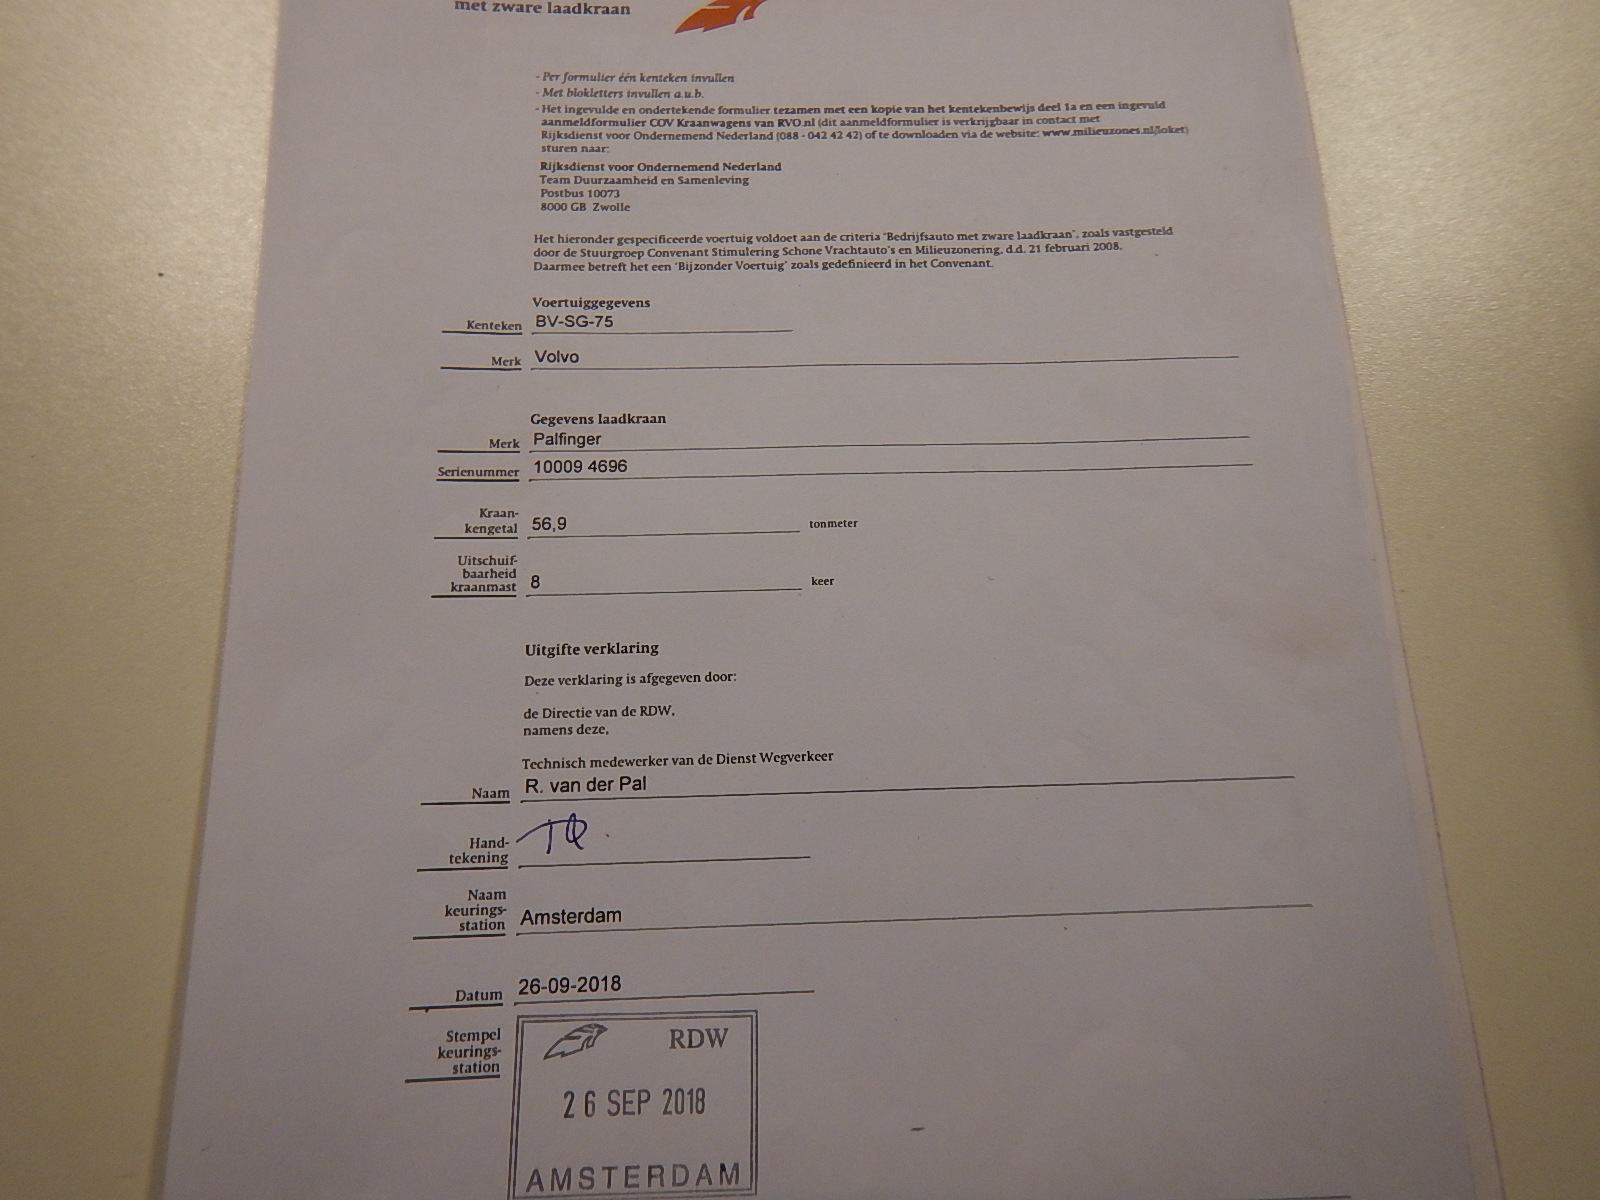 met zware laadkraan
- Per formulier één kenteken invullen
- Met blokletters invullen a.u.b.
- Het ingevulde en ondertekende formulier tezamen met een kopie van het kentekenbewijs deel 1a en een ingevuld
aanmeldformulier COV Kraanwagens van RVO.nl (dit aanmeldformulier is verkrijgbaar in contact met
Rijksdienst voor Ondernemend Nederland (088 - 042 42 42) of te downloaden via de website: www.milieuzones.nl/loket)
sturen naar:
Rijksdienst voor Ondernemend Nederland
Team Duurzaamheid en Samenleving
Postbus 10073
8000 GB Zwolle
Het hieronder gespecificeerde voertuig voldoet aan de criteria 'Bedrijfsauto met zware laadkraan', zoals vastgesteld
door de Stuurgroep Convenant Stimulering Schone Vrachtauto's en Milieuzonering, d.d. 21 februari 2008.
Daarmee betreft het een 'Bijzonder Voertuig' zoals gedefinieerd in het Convenant.
Voertuiggegevens
Kenteken BV-SG-75
Merk Volvo
Gegevens laadkraan
Merk Palfinger
Serienummer 10009 4696
Kraan-
kengetal 56,9 tonmeter
Uitschuif-
baarheid
kraanmast 8 keer
Uitgifte verklaring
Deze verklaring is afgegeven door:
de Directie van de RDW,
namens deze,
Technisch medewerker van de Dienst Wegverkeer
Naam R. van der Pal
Hand-
tekening
Naam
keurings-
station Amsterdam
Datum 26-09-2018
Stempel
keurings-
station
RDW
26 SEP 2018
AMSTERDAM